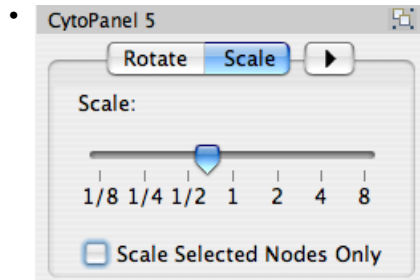 CytoPanel 5
Rotate Scale
Scale:
1/8 1/4 1/2 1 2 4 8
Scale Selected Nodes Only